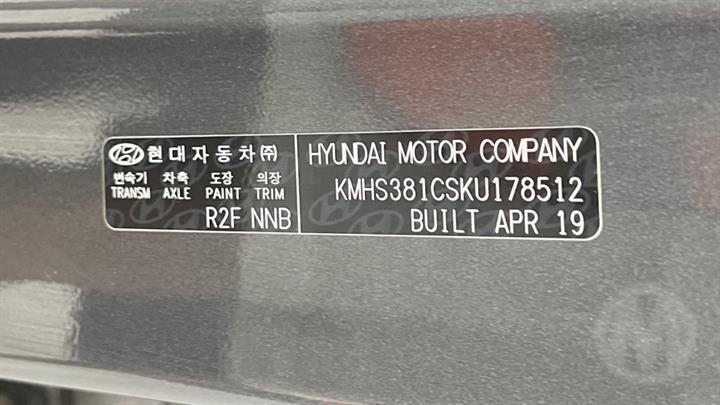 현대자동차㈜
변속기 차축 도장 의장
TRANSM AXLE PAINT TRIM
R2F NNB
HYUNDAI MOTOR COMPANY
KMHS381CSKU178512
BUILT APR 19